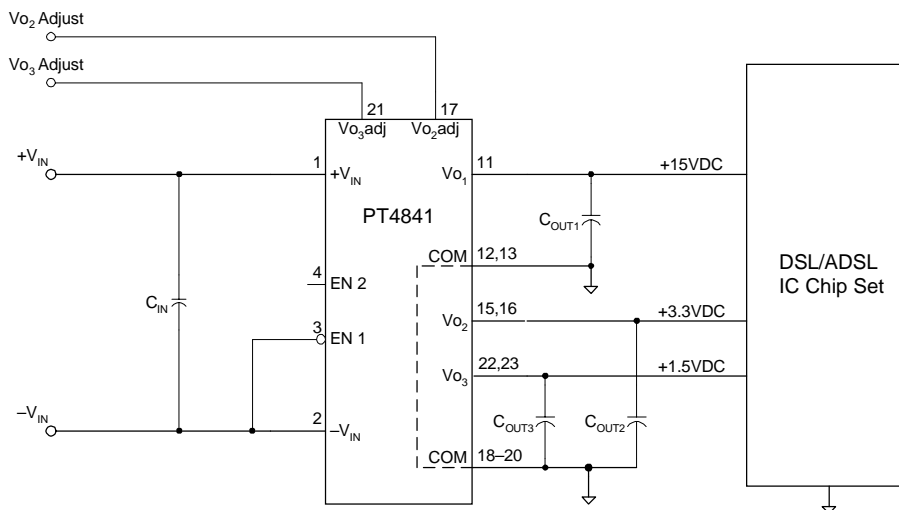 Vo2 Adjust
Vo3 Adjust
21
17
Vo3adj
Vo2adj
+VIN
1
+VIN
Vo1
11
+15VDC
PT4841
COUT1
COM
12,13
4
EN 2
CIN
DSL/ADSL
IC Chip Set
Vo2
15,16
+3.3VDC
3
EN 1
Vo3
22,23
+1.5VDC
COUT3
COUT2
–VIN
2
–VIN
COM
18–20